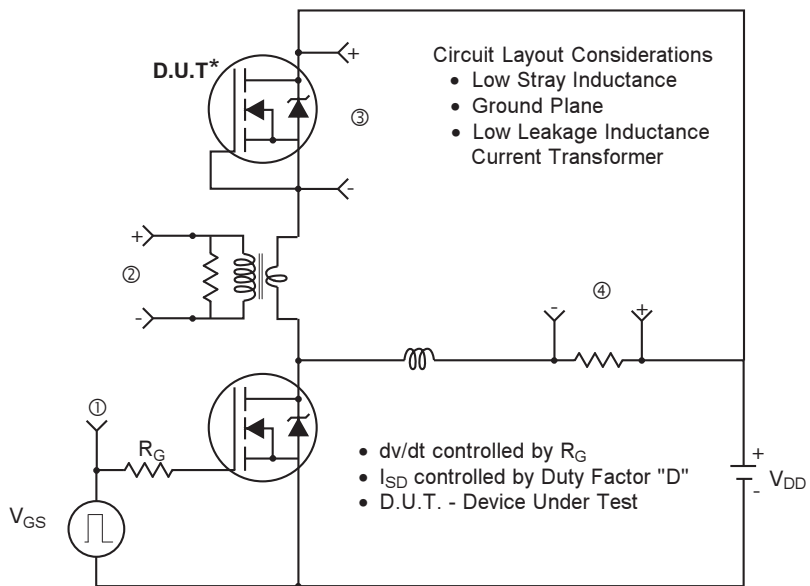 D.U.T*
+
③
-
Circuit Layout Considerations
• Low Stray Inductance
• Ground Plane
• Low Leakage Inductance
Current Transformer
+
②
-
④
-
+
①
R_G
V_GS
• dv/dt controlled by R_G
• I_SD controlled by Duty Factor "D"
• D.U.T. - Device Under Test
+
V_DD
-